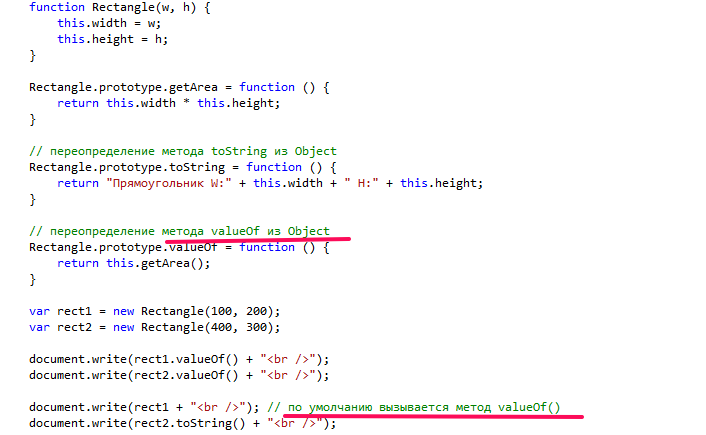 function Rectangle(w, h) {
    this.width = w;
    this.height = h;
}
Rectangle.prototype.getArea = function () {
    return this.width * this.height;
}
// переопределение метода toString из Object
Rectangle.prototype.toString = function () {
    return "Прямоугольник W:" + this.width + " H:" + this.height;
}
// переопределение метода valueOf из Object
Rectangle.prototype.valueOf = function () {
    return this.getArea();
}
var rect1 = new Rectangle(100, 200);
var rect2 = new Rectangle(400, 300);
document.write(rect1.valueOf() + "<br />");
document.write(rect2.valueOf() + "<br />");
document.write(rect1 + "<br />"); // по умолчанию вызывается метод valueOf()
document.write(rect2.toString() + "<br />");